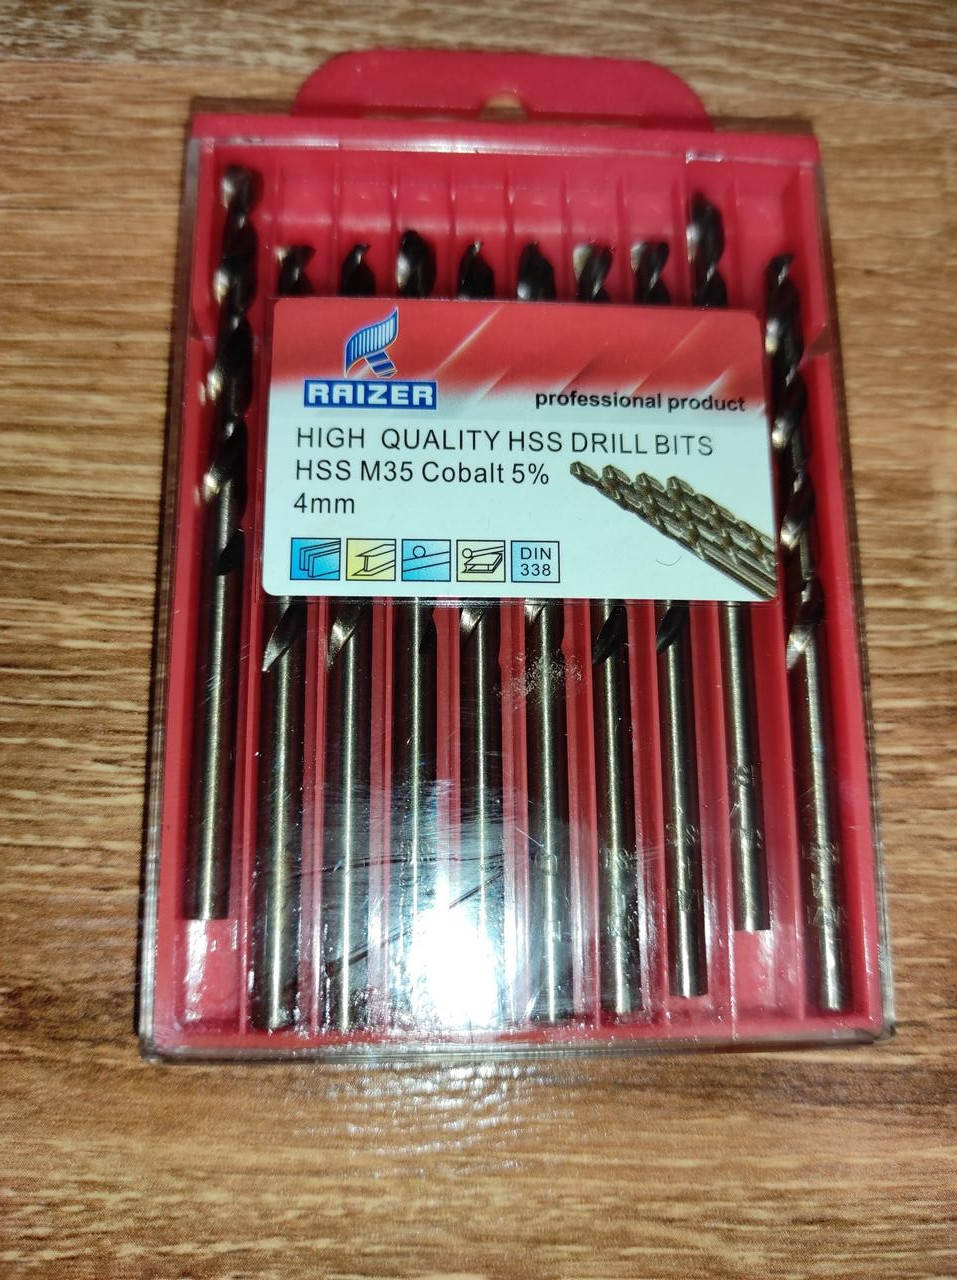 RAIZER
professional product
HIGH QUALITY HSS DRILL BITS
HSS M35 Cobalt 5%
4mm
DIN
338